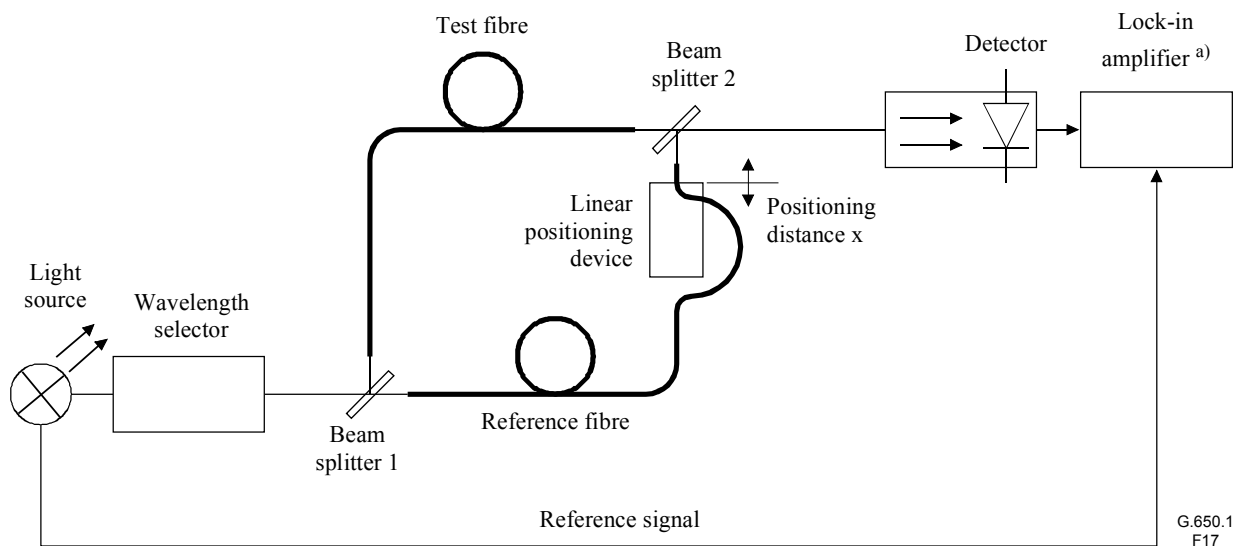 Test fibre
Beam
splitter 2
Detector
Lock-in
amplifier a)
Linear
positioning
device
Positioning
distance x
Light
source
Wavelength
selector
Beam
splitter 1
Reference fibre
Reference signal
G.650.1
F17